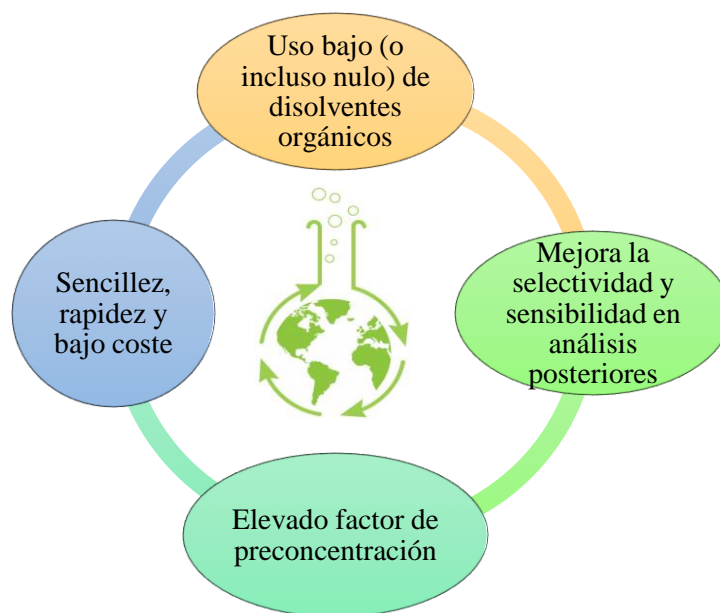 Uso bajo (o
incluso nulo) de
disolventes
orgánicos
Sencillez,
rapidez y
bajo coste
Mejora la
selectividad y
sensibilidad en
análisis
posteriores
Elevado factor de
preconcentración